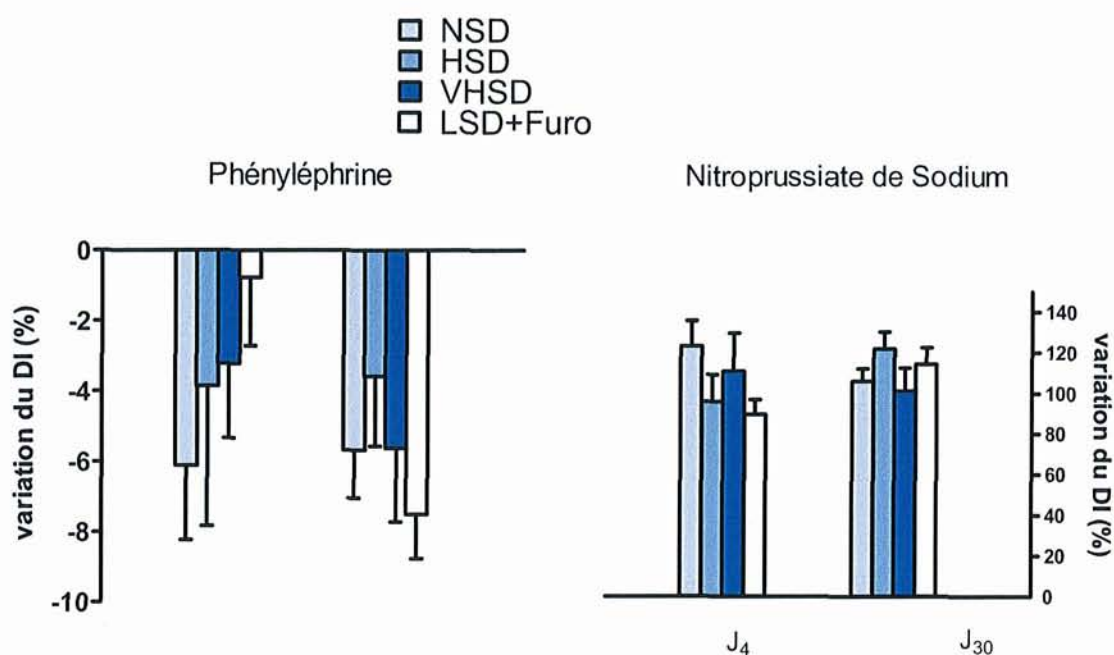 NSD
HSD
VHSD
LSD+Furo
Phényléphrine
Nitroprussiate de Sodium
variation du DI (%)
0
-2
-4
-6
-8
-10
140
120
100
80
60
40
20
0
variation du DI (%)
J4
J30